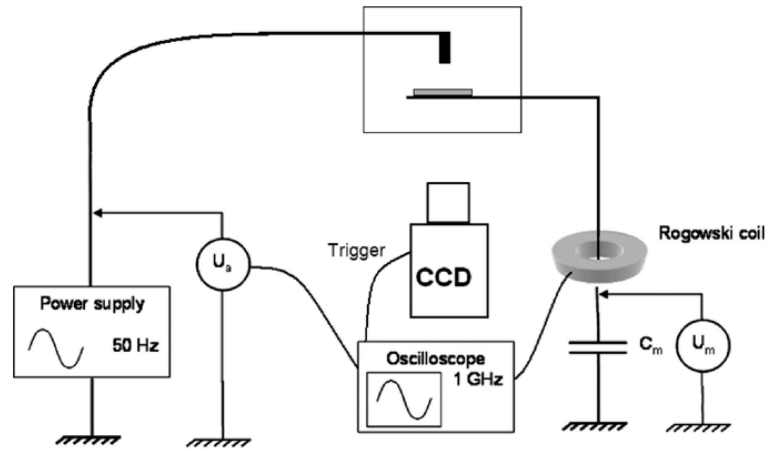 Rogowski coil
Trigger
Ua
CCD
Power supply
50 Hz
Cm
Um
Oscilloscope
1 GHz